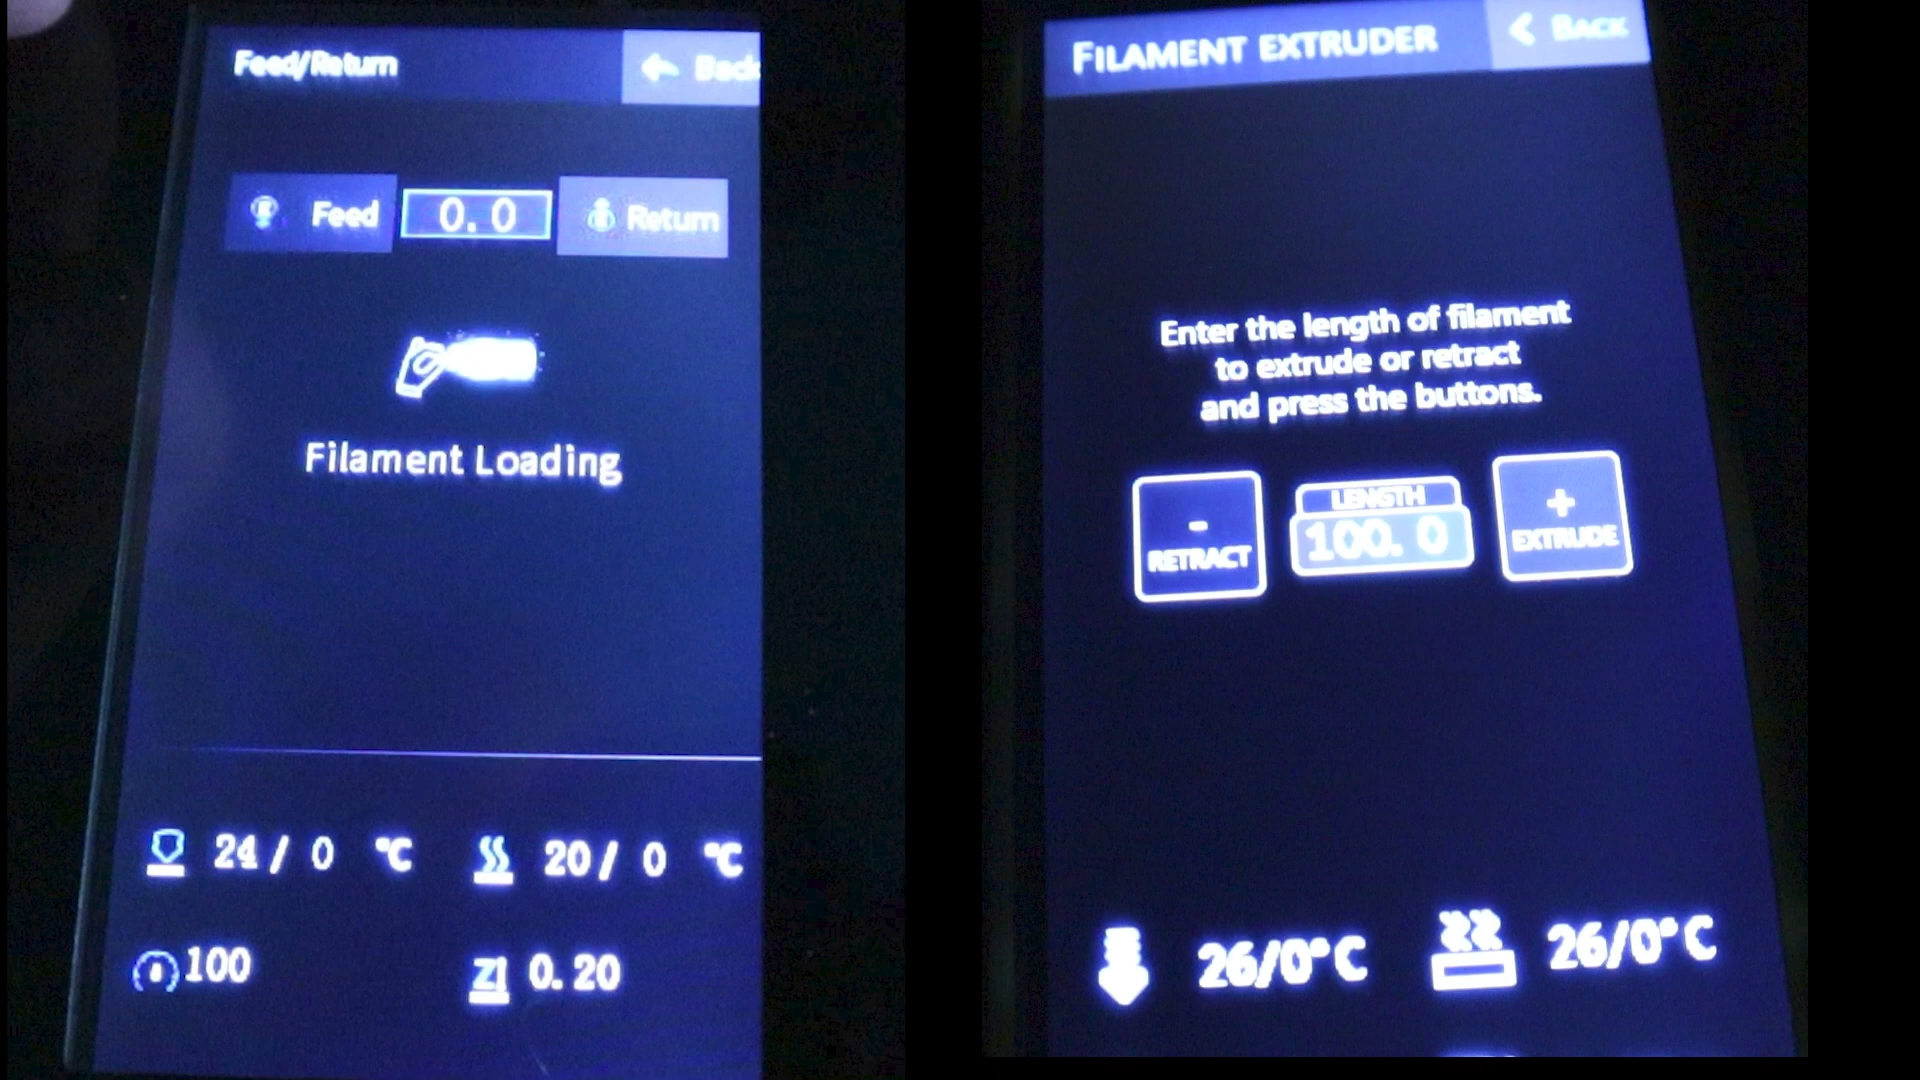 Feed/Return
Back
Feed
0.0
Return
Filament Loading
24/ 0 °C
20/ 0 °C
100
Z
0.20
FILAMENT EXTRUDER
BACK
Enter the length of filament
to extrude or retract
and press the buttons.
-
RETRACT
LENGTH
100.0
+
EXTRUDE
26/0°C
26/0°C